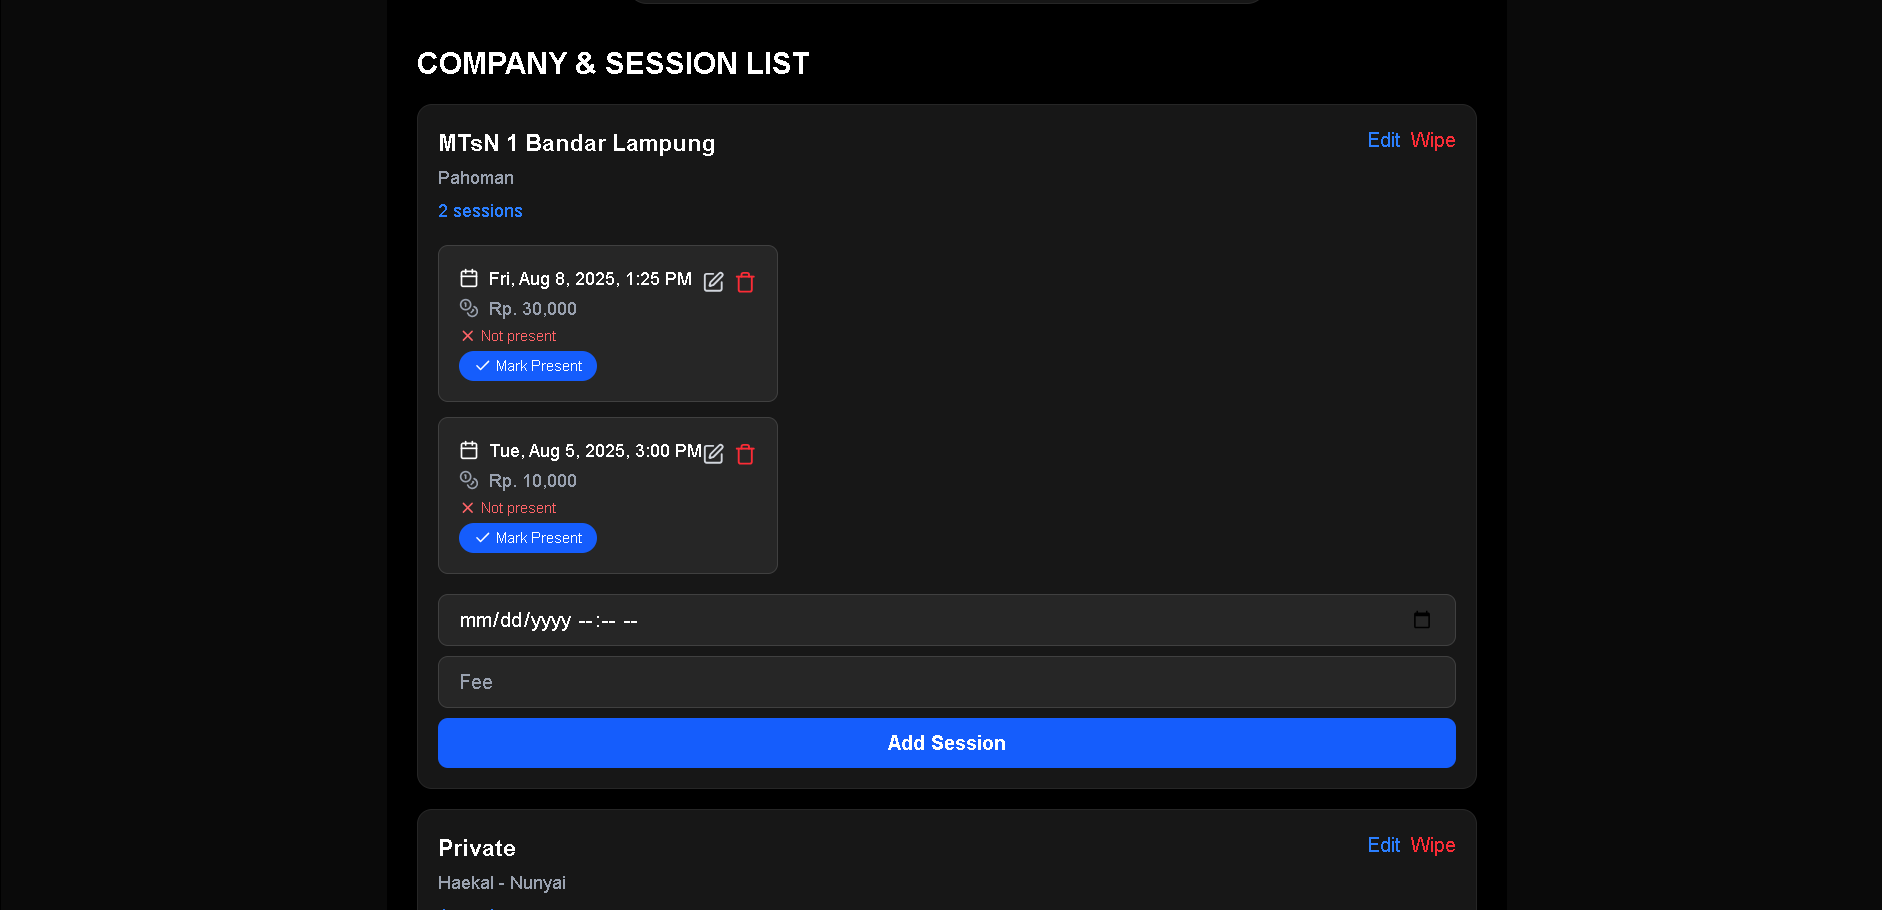 COMPANY & SESSION LIST
MTsN 1 Bandar Lampung
Edit Wipe
Pahoman
2 sessions
Fri, Aug 8, 2025, 1:25 PM
Rp. 30,000
Not present
Mark Present
Tue, Aug 5, 2025, 3:00 PM
Rp. 10,000
Not present
Mark Present
mm/dd/yyyy --:-- --
Fee
Add Session
Private
Edit Wipe
Haekal - Nunyai